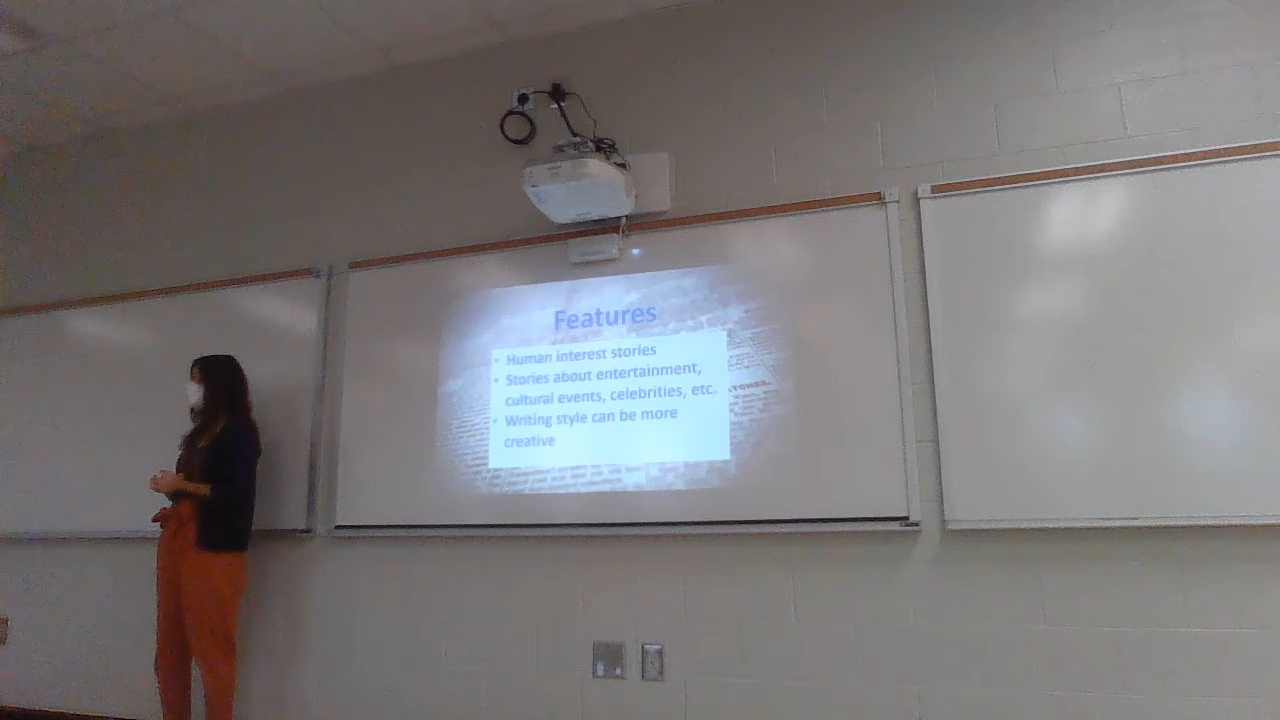 Features
• Human interest stories
• Stories about entertainment,
cultural events, celebrities, etc.
• Writing style can be more
creative